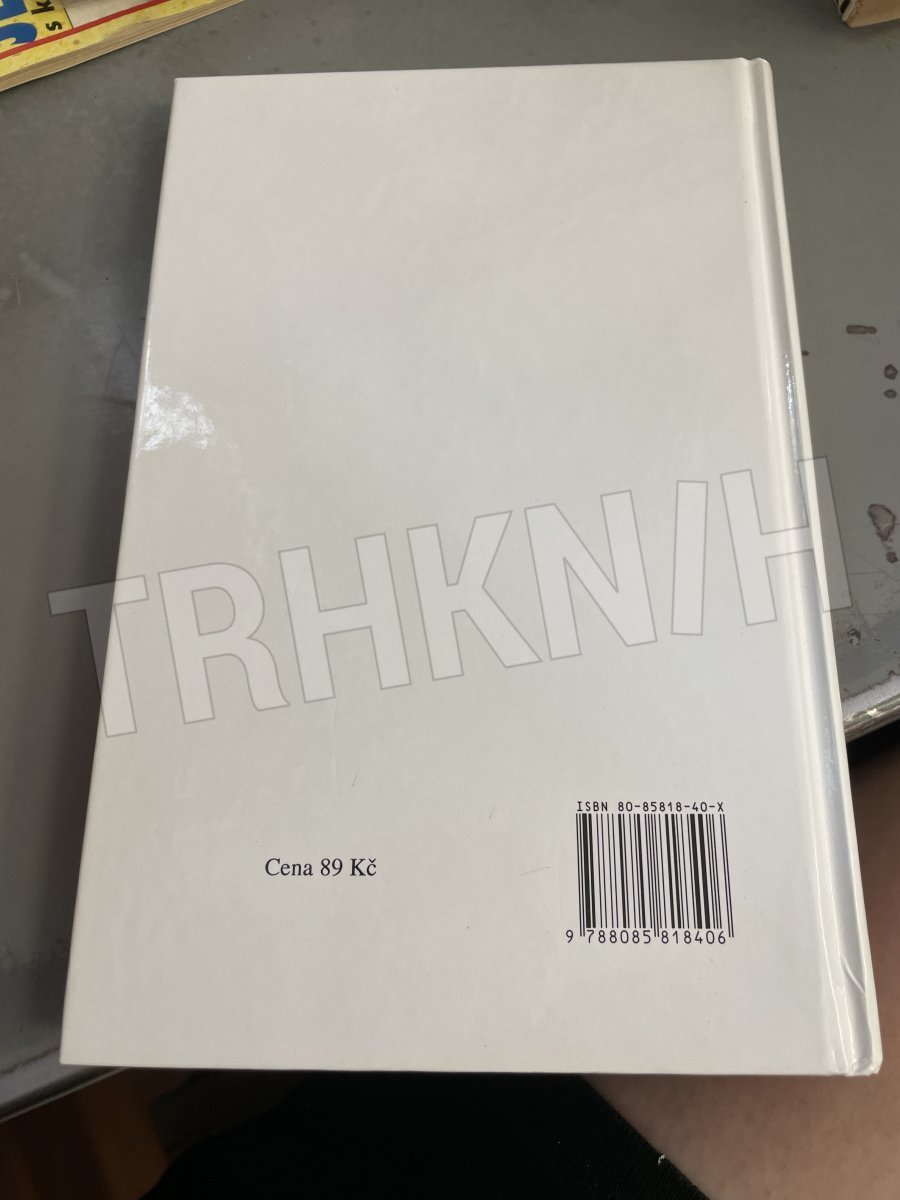 TRHKNIH
ISBN 80-85818-40-X
Cena 89 Kč
9 788085 818406